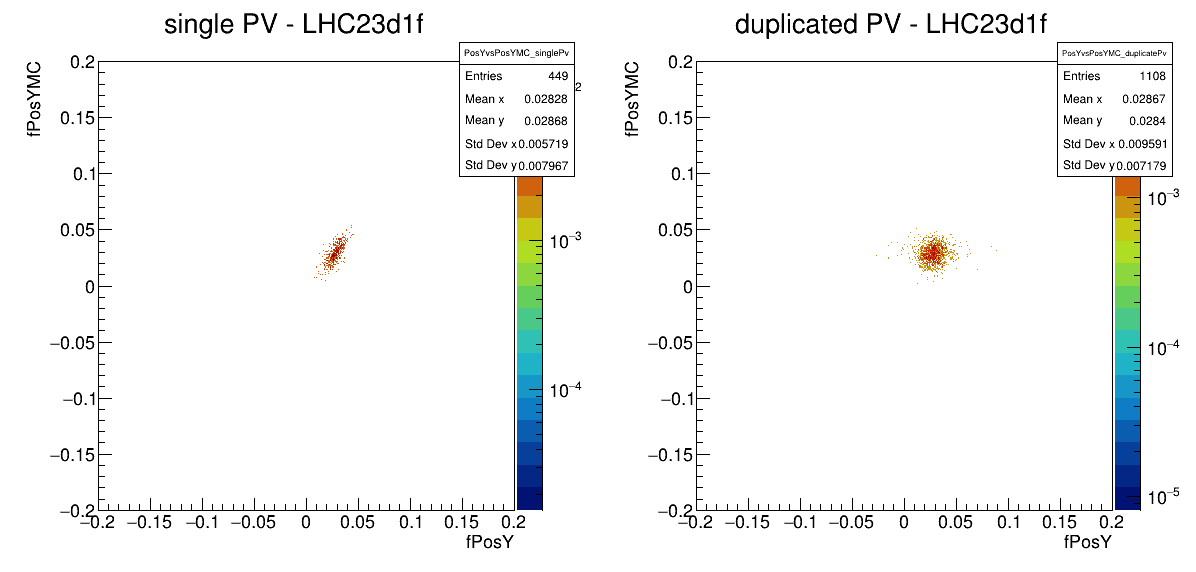 single PV - LHC23d1f
fPosYMC
0.2
0.15
0.1
0.05
0
−0.05
−0.1
−0.15
−0.2
−0.2 −0.15 −0.1 −0.05 0 0.05 0.1 0.15 0.2
fPosY
PosYvsPosYMC_singlePv
Entries 449
Mean x 0.02828
Mean y 0.02868
Std Dev x 0.005719
Std Dev y 0.007967
2
10−3
10−4
duplicated PV - LHC23d1f
fPosYMC
0.2
0.15
0.1
0.05
0
−0.05
−0.1
−0.15
−0.2
−0.2 −0.15 −0.1 −0.05 0 0.05 0.1 0.15 0.2
fPosY
PosYvsPosYMC_duplicatePv
Entries 1108
Mean x 0.02867
Mean y 0.0284
Std Dev x 0.009591
Std Dev y 0.007179
10−3
10−4
10−5